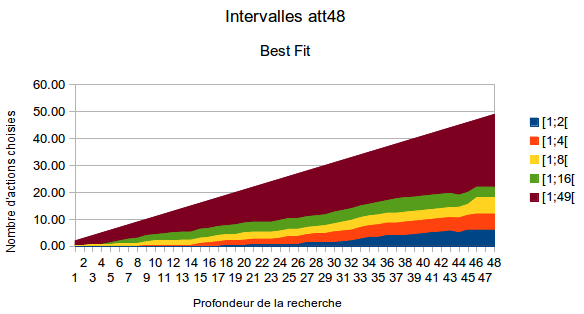 Intervalles att48
Best Fit
Nombre d'actions choisies
60.00
50.00
40.00
30.00
20.00
10.00
0.00
2 4 6 8 10 12 14 16 18 20 22 24 26 28 30 32 34 36 38 40 42 44 46 48
1 3 5 7 9 11 13 15 17 19 21 23 25 27 29 31 33 35 37 39 41 43 45 47
Profondeur de la recherche
[1;2[
[1;4[
[1;8[
[1;16[
[1;49[